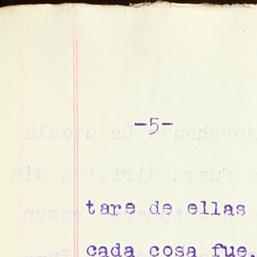 -5-
tare de ellas
cada cosa fue,